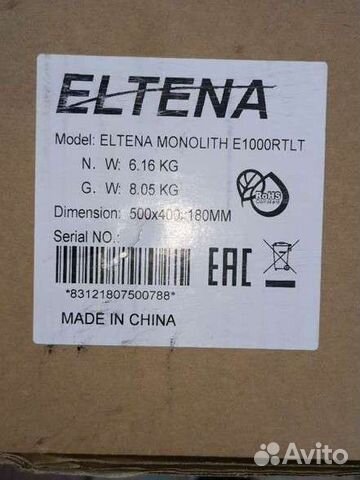 ELTENA
Model: ELTENA MONOLITH E1000RTLT
N. W: 6.16 KG
G. W: 8.05 KG
Dimension: 500x400x180MM
Serial NO.:
RoHS
EAC
*83121807500788*
MADE IN CHINA
Avito